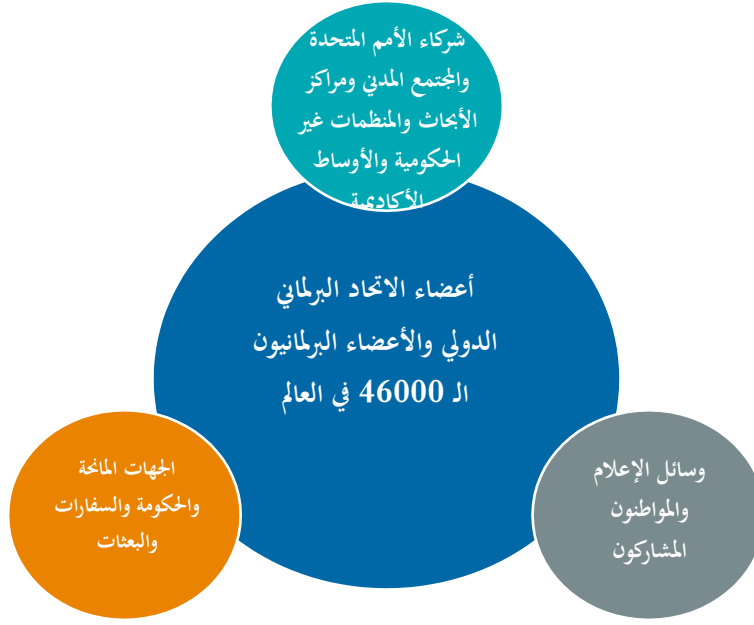 شركاء الأمم المتحدة
والمجتمع المدني ومراكز
الأبحاث والمنظمات غير
الحكومية والأوساط
الأكاديمية
أعضاء الاتحاد البرلماني
الدولي والأعضاء البرلمانيون
الـ 46000 في العالم
الجهات المانحة
والحكومة والسفارات
والبعثات
وسائل الإعلام
والمواطنون
المشاركون